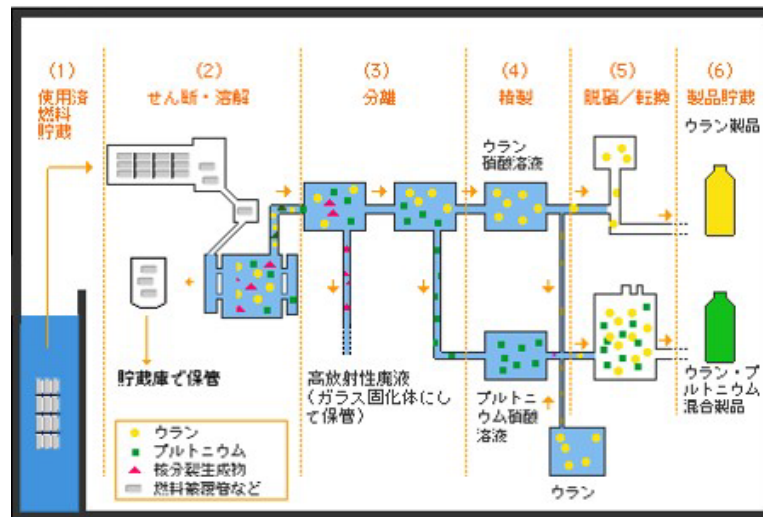 (1)
使用済
燃料
貯蔵
(2)
せん断・溶解
(3)
分離
(4)
精製
(5)
脱硝／転換
(6)
製品貯蔵
ウラン
硝酸溶液
ウラン製品
貯蔵庫で保管
高放射性廃液
（ガラス固化体にし
て保管）
プルトニ
ウム硝酸
溶液
ウラン・プ
ルトニウム
混合製品
ウラン
プルトニウム
核分裂生成物
燃料被覆管など
ウラン